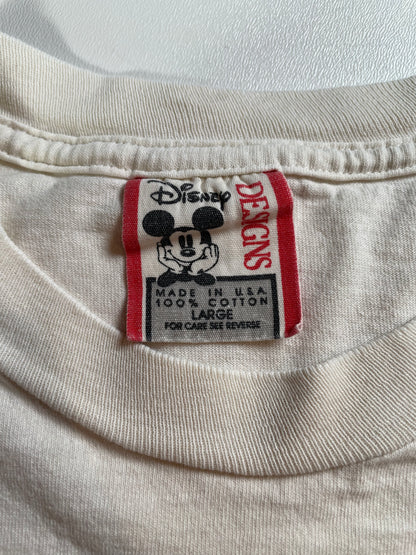 Disney
DESIGNS
MADE IN U.S.A
100% COTTON
LARGE
FOR CARE SEE REVERSE